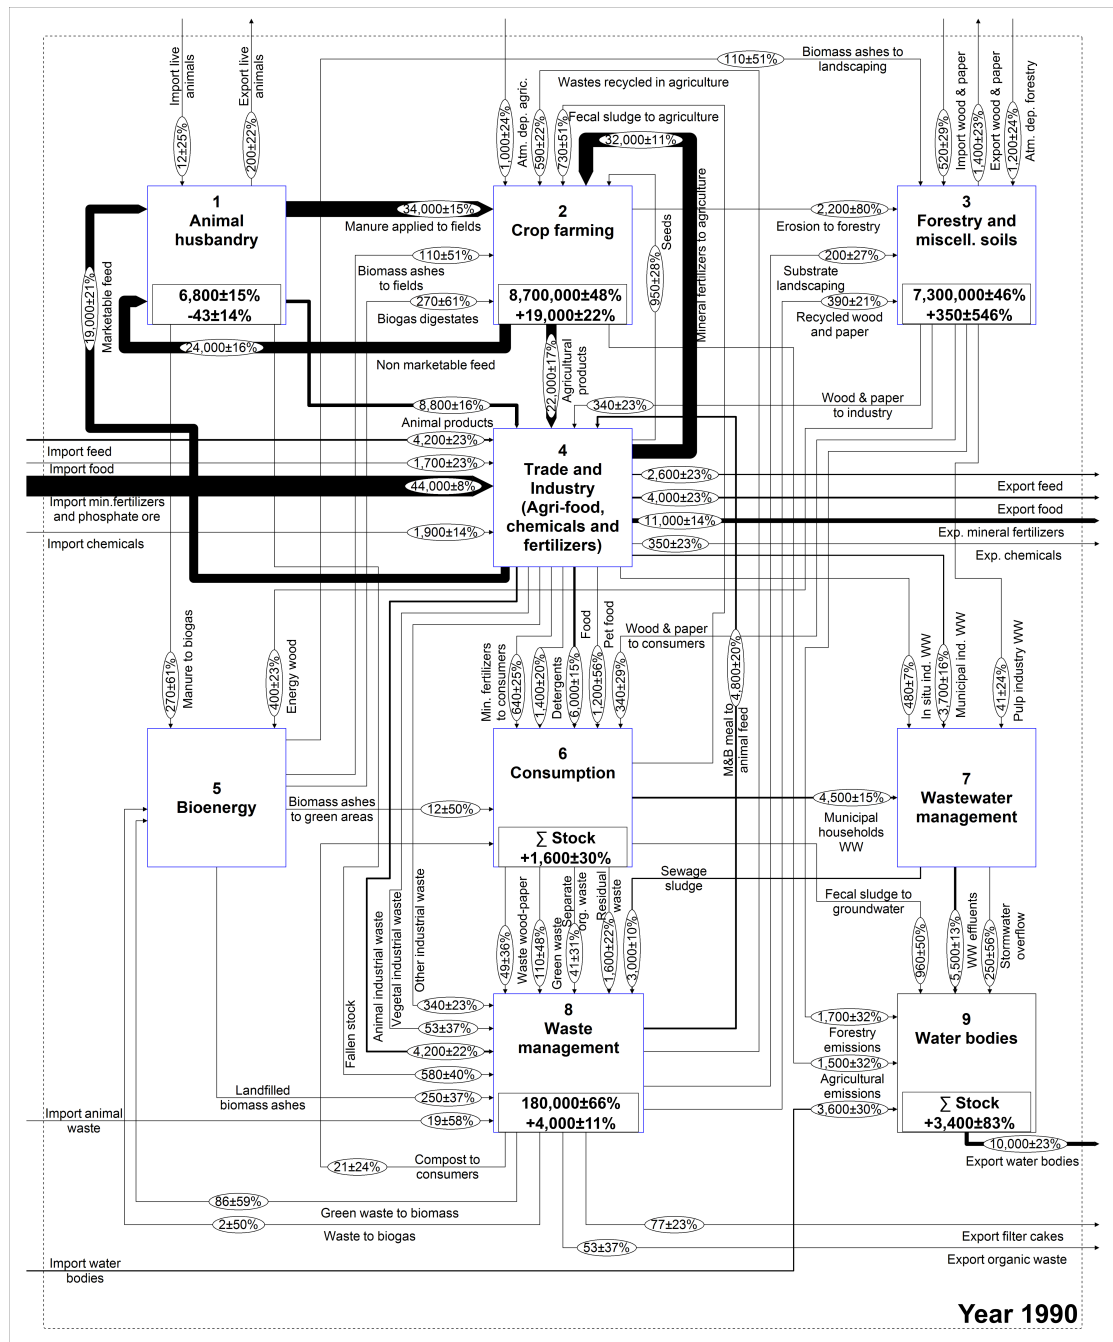 Import live
animals
12±25%
Export live
animals
200±22%
1,000±24%
Atm. dep. agric.
590±22%
730±51%
Wastes recycled in agriculture
Fecal sludge to agriculture
32,000±11%
110±51%
Biomass ashes to
landscaping
520±29%
Import wood & paper
1,400±23%
Export wood & paper
1,200±24%
Atm. dep. forestry
1
Animal
husbandry
6,800±15%
-43±14%
34,000±15%
Manure applied to fields
2
Crop farming
8,700,000±48%
+19,000±22%
Seeds
950±28%
Mineral fertilizers to agriculture
2,200±80%
Erosion to forestry
3
Forestry and
miscell. soils
7,300,000±46%
+350±546%
110±51%
Biomass ashes
to fields
270±61%
Biogas digestates
200±27%
Substrate
landscaping
390±21%
Recycled wood
and paper
19,000±21%
Marketable feed
24,000±16%
Non marketable feed
22,000±17%
Agricultural
products
8,800±16%
Animal products
340±23%
Wood & paper
to industry
4,200±23%
Import feed
1,700±23%
Import food
44,000±8%
Import min.fertilizers
and phosphate ore
1,900±14%
Import chemicals
4
Trade and
Industry
(Agri-food,
chemicals and
fertilizers)
2,600±23%
Export feed
4,000±23%
Export food
11,000±14%
Exp. mineral fertilizers
350±23%
Exp. chemicals
270±61%
Manure to biogas
400±23%
Energy wood
Min. fertilizers
to consumers
640±25%
1,400±20%
Detergents
6,000±15%
Food
1,200±56%
Pet food
340±29%
Wood & paper
to consumers
M&B meal to
animal feed
4,800±20%
480±7%
In situ ind. WW
3,700±16%
Municipal ind. WW
41±24%
Pulp industry WW
5
Bioenergy
Biomass ashes
to green areas
12±50%
6
Consumption
∑ Stock
+1,600±30%
4,500±15%
Municipal
households
WW
7
Wastewater
management
Sewage
sludge
Fecal sludge to
groundwater
960±50%
5,500±13%
WW effluents
250±56%
Stormwater
overflow
49±36%
Waste wood-paper
110±48%
Green waste
41±31%
Separate
org. waste
1,600±22%
Residual
waste
3,000±10%
Fallen stock
Animal industrial waste
Vegetal industrial waste
Other industrial waste
340±23%
53±37%
4,200±22%
580±40%
250±37%
Landfilled
biomass ashes
19±58%
Import animal
waste
8
Waste
management
180,000±66%
+4,000±11%
1,700±32%
Forestry
emissions
1,500±32%
Agricultural
emissions
3,600±30%
9
Water bodies
∑ Stock
+3,400±83%
10,000±23%
Export water bodies
21±24%
Compost to
consumers
86±59%
Green waste to biomass
2±50%
Waste to biogas
77±23%
Export filter cakes
53±37%
Export organic waste
Import water
bodies
Year 1990